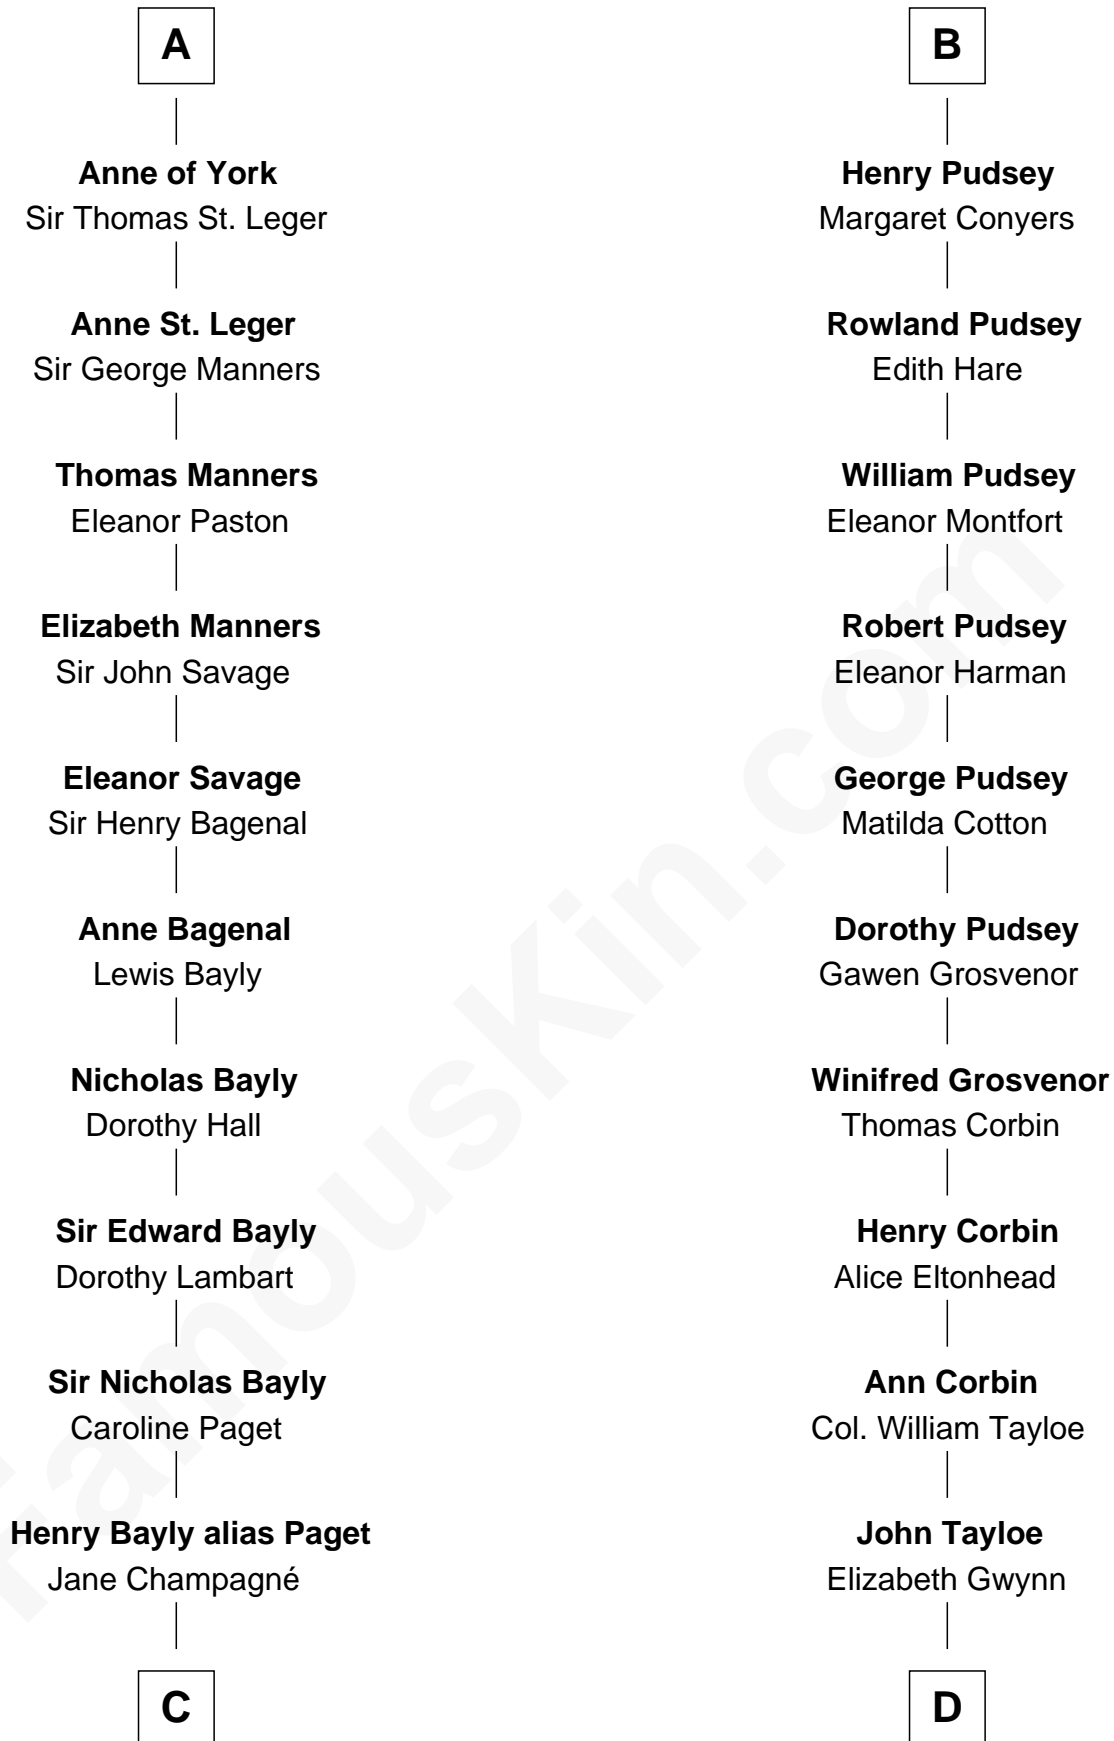 A
Anne of York
Sir Thomas St. Leger
Anne St. Leger
Sir George Manners
Thomas Manners
Eleanor Paston
Elizabeth Manners
Sir John Savage
Eleanor Savage
Sir Henry Bagenal
Anne Bagenal
Lewis Bayly
Nicholas Bayly
Dorothy Hall
Sir Edward Bayly
Dorothy Lambart
Sir Nicholas Bayly
Caroline Paget
Henry Bayly alias Paget
Jane Champagné
C
B
Henry Pudsey
Margaret Conyers
Rowland Pudsey
Edith Hare
William Pudsey
Eleanor Montfort
Robert Pudsey
Eleanor Harman
George Pudsey
Matilda Cotton
Dorothy Pudsey
Gawen Grosvenor
Winifred Grosvenor
Thomas Corbin
Henry Corbin
Alice Eltonhead
Ann Corbin
Col. William Tayloe
John Tayloe
Elizabeth Gwynn
D
FamousKin.com